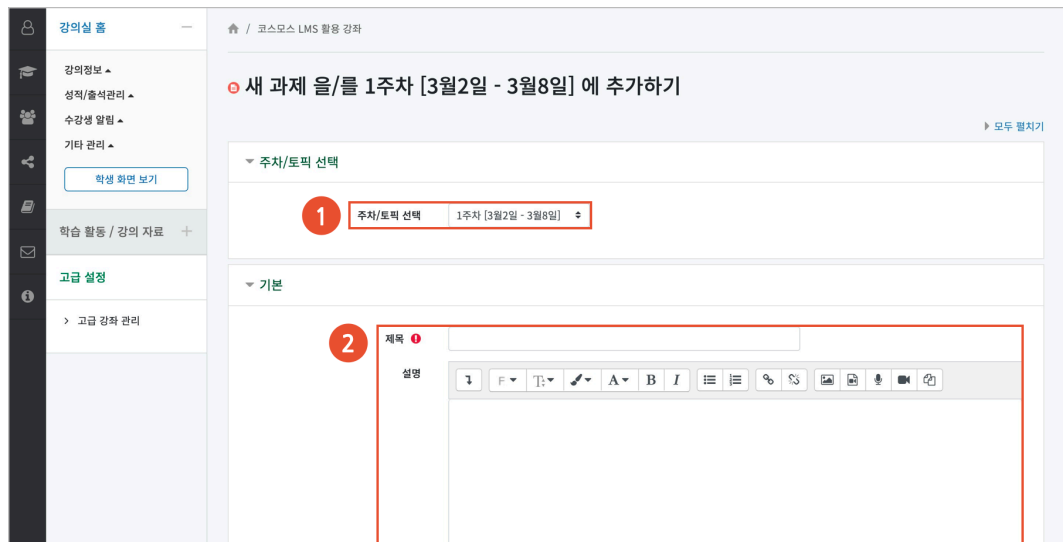 강의실 홈
강의정보
성적/출석관리
수강생 알림
기타 관리
학생 화면 보기
학습 활동 / 강의 자료
고급 설정
> 고급 강좌 관리
/ 코스모스 LMS 활용 강좌
새 과제 을/를 1주차 [3월2일 - 3월8일] 에 추가하기
모두 펼치기
주차/토픽 선택
1
주차/토픽 선택 1주차 [3월2일 - 3월8일]
기본
2
제목
설명
F T A B I